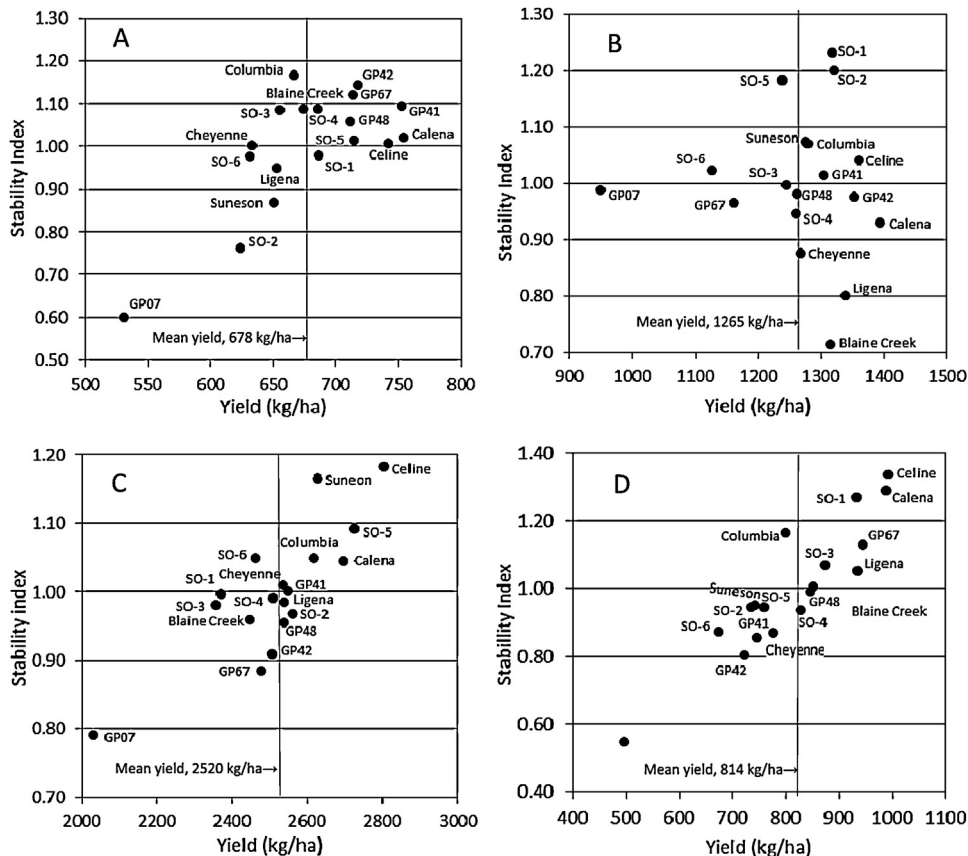 A
Stability Index
1.30
1.20
1.10
1.00
0.90
0.80
0.70
0.60
0.50
Columbia
GP42
Blaine Creek
GP67
SO-3
SO-4
GP41
GP48
Cheyenne
SO-5
Calena
SO-6
Celine
Ligena
SO-1
Suneson
SO-2
GP07
Mean yield, 678 kg/ha→
500 550 600 650 700 750 800
Yield (kg/ha)
B
Stability Index
1.30
1.20
1.10
1.00
0.90
0.80
0.70
SO-1
SO-5
SO-2
Suneson
Columbia
SO-6
Celine
SO-3
GP41
GP07
GP67
GP48
GP42
SO-4
Calena
Cheyenne
Ligena
Mean yield, 1265 kg/ha→
Blaine Creek
900 1000 1100 1200 1300 1400 1500
Yield (kg/ha)
C
Stability Index
1.20
1.10
1.00
0.90
0.80
0.70
Celine
Suneon
SO-5
Columbia
SO-6
Calena
Cheyenne
GP41
SO-1
SO-3
SO-4
Ligena
Blaine Creek
SO-2
GP48
GP42
GP67
GP07
Mean yield, 2520 kg/ha→
2000 2200 2400 2600 2800 3000
Yield (kg/ha)
D
Stabillity Index
1.40
1.20
1.00
0.80
0.60
0.40
Celine
SO-1
Calena
Columbia
GP67
SO-3
Ligena
Suneson
SO-5
GP48
SO-2
Blaine Creek
SO-6
GP41
SO-4
Cheyenne
GP42
Mean yield, 814 kg/ha→
400 500 600 700 800 900 1000 1100
Yield (kg/ha)